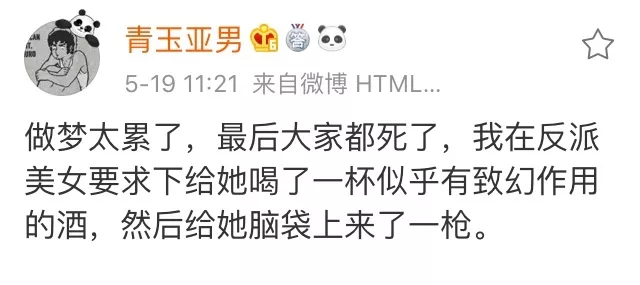 青玉亚男
5-19 11:21 来自微博 HTML...
做梦太累了，最后大家都死了，我在反派
美女要求下给她喝了一杯似乎有致幻作用
的酒，然后给她脑袋上来了一枪。